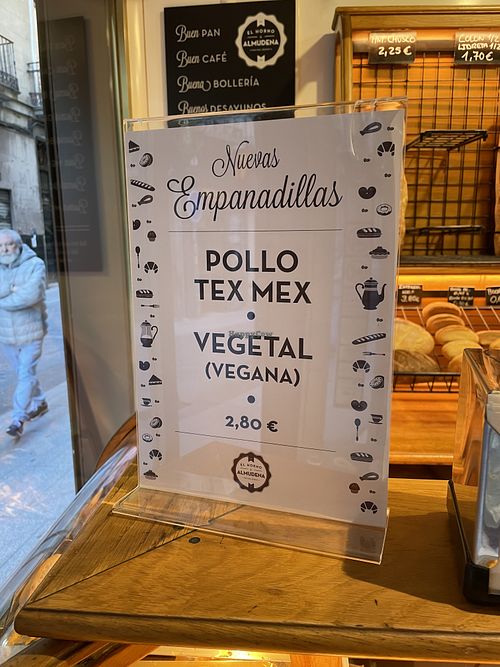 Buen PAN
Buen CAFÉ
Buena BOLLERÍA
Buenos DESAYUNOS
EL HORNO
ALMUDENA
2,25€
1,70€
Nuevas
Empanadillas
POLLO
TEX MEX
•
VEGETAL
(VEGANA)
•
2,80 €
EL HORNO
ALMUDENA